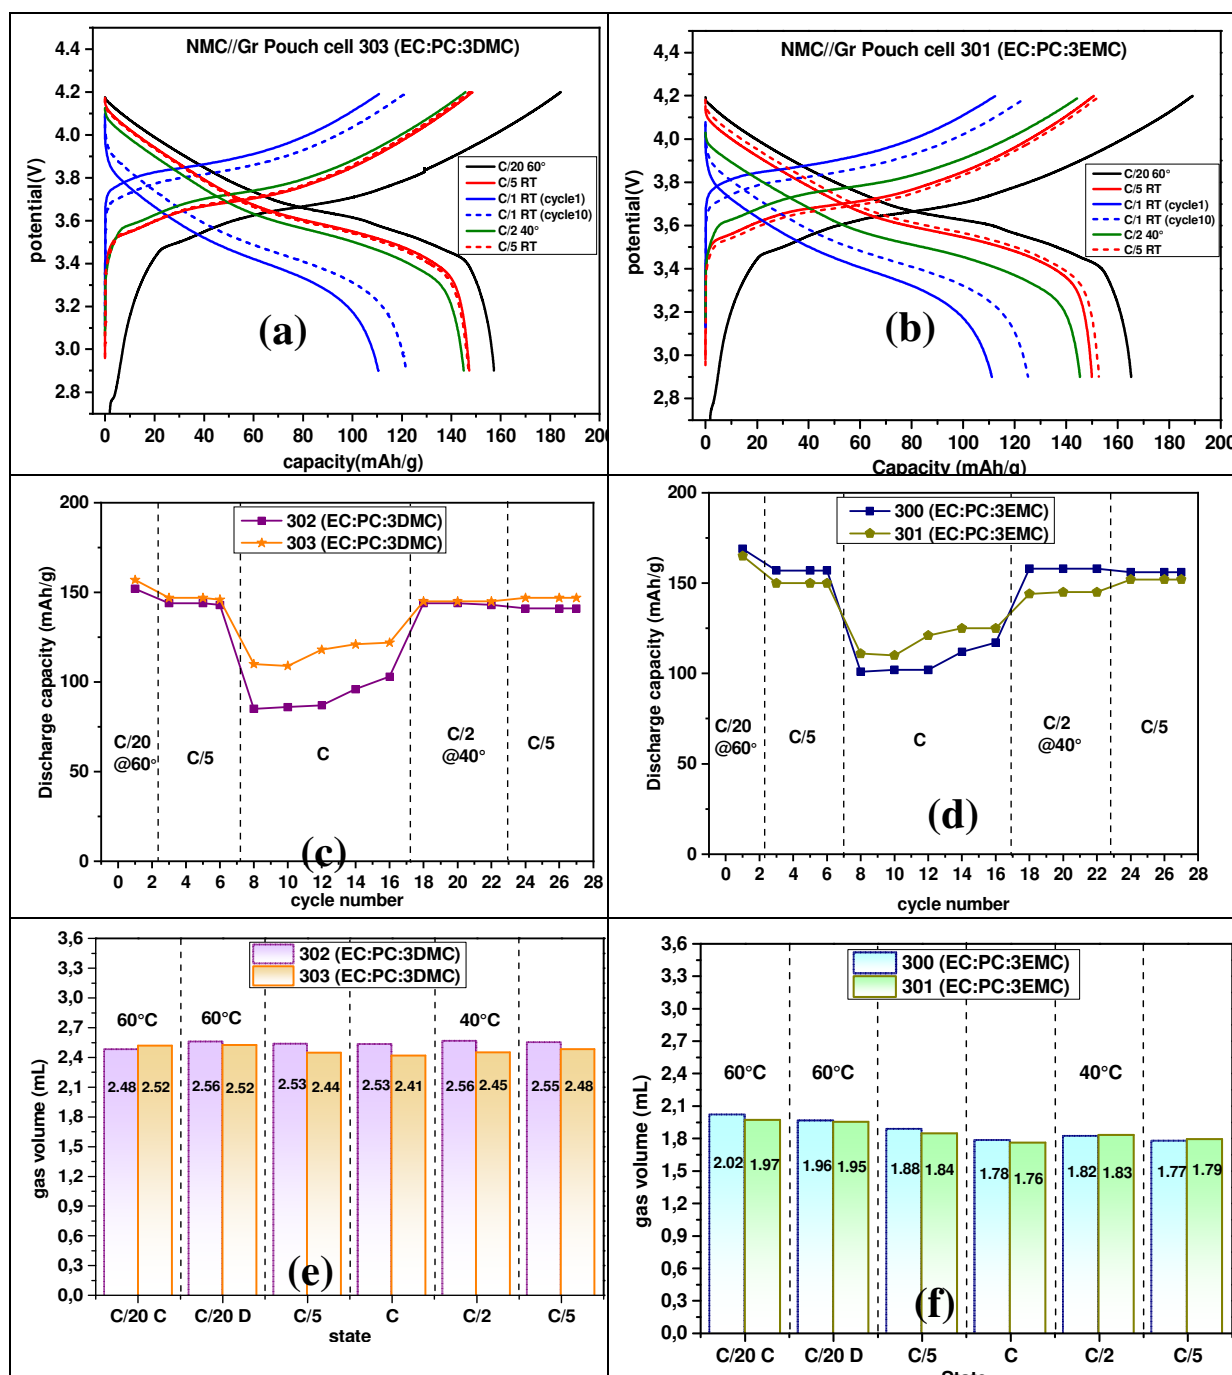 NMC//Gr Pouch cell 303 (EC:PC:3DMC)
4.4
4.2
4.0
3.8
3.6
3.4
3.2
3.0
2.8
potential(V)
C/20 60°
C/5 RT
C/1 RT (cycle1)
C/1 RT (cycle10)
C/2 40°
C/5 RT
(a)
0 20 40 60 80 100 120 140 160 180 200
capacity(mAh/g)
NMC//Gr Pouch cell 301 (EC:PC:3EMC)
4,4
4,2
4,0
3,8
3,6
3,4
3,2
3,0
2,8
potential(V)
C/20 60°
C/5 RT
C/1 RT (cycle1)
C/1 RT (cycle10)
C/2 40°
C/5 RT
(b)
0 20 40 60 80 100 120 140 160 180 200
Capacity (mAh/g)
200
150
100
50
0
Discharge capacity (mAh/g)
302 (EC:PC:3DMC)
303 (EC:PC:3DMC)
C/20
@60°
C/5
C
C/2
@40°
C/5
(c)
0 2 4 6 8 10 12 14 16 18 20 22 24 26 28
cycle number
200
150
100
50
0
Discharge capacity (mAh/g)
300 (EC:PC:3EMC)
301 (EC:PC:3EMC)
C/20
@60°
C/5
C
C/2
@40°
C/5
(d)
0 2 4 6 8 10 12 14 16 18 20 22 24 26 28
cycle number
3,6
3,3
3,0
2,7
2,4
2,1
1,8
1,5
1,2
0,9
0,6
0,3
0,0
gas volume (mL)
302 (EC:PC:3DMC)
303 (EC:PC:3DMC)
60°C 60°C 40°C
2.48 2.52 2.56 2.52 2.53 2.44 2.53 2.41 2.56 2.45 2.55 2.48
(e)
C/20 C C/20 D C/5 C C/2 C/5
state
3,6
3,3
3,0
2,7
2,4
2,1
1,8
1,5
1,2
0,9
0,6
0,3
0,0
gas volume (mL)
300 (EC:PC:3EMC)
301 (EC:PC:3EMC)
60°C 60°C 40°C
2.02 1.97 1.96 1.95 1.88 1.84 1.78 1.76 1.82 1.83 1.77 1.79
(f)
C/20 C C/20 D C/5 C C/2 C/5
State